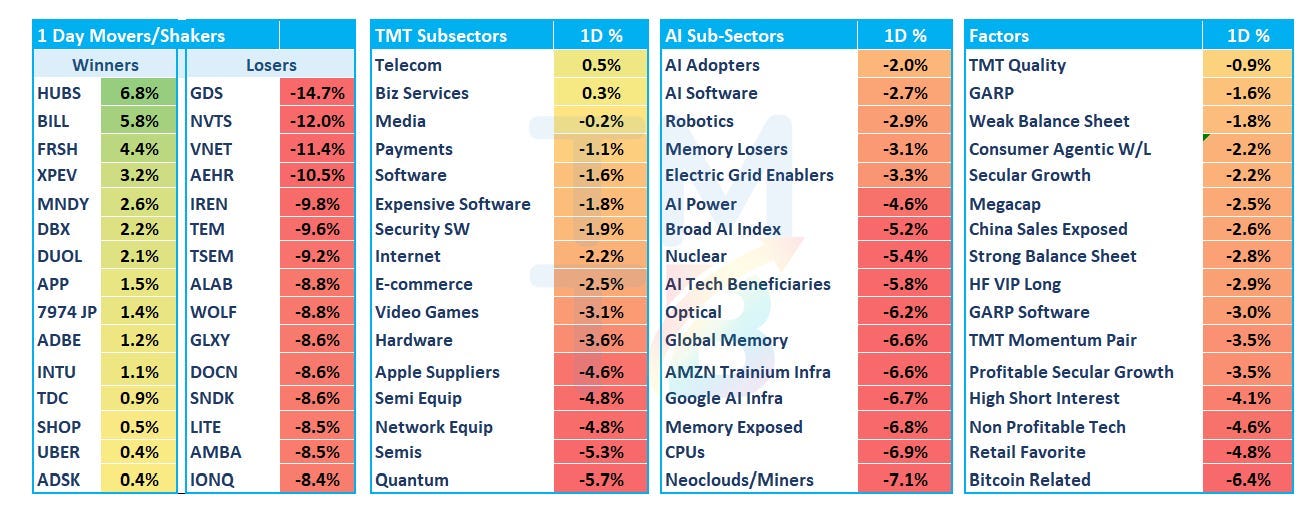 1 Day Movers/Shakers
Winners Losers
HUBS 6.8% GDS -14.7%
BILL 5.8% NVTS -12.0%
FRSH 4.4% VNET -11.4%
XPEV 3.2% AEHR -10.5%
MNDY 2.6% IREN -9.8%
DBX 2.2% TEM -9.6%
DUOL 2.1% TSEM -9.2%
APP 1.5% ALAB -8.8%
7974 JP 1.4% WOLF -8.8%
ADBE 1.2% GLXY -8.6%
INTU 1.1% DOCN -8.6%
TDC 0.9% SNDK -8.6%
SHOP 0.5% LITE -8.5%
UBER 0.4% AMBA -8.5%
ADSK 0.4% IONQ -8.4%
TMT Subsectors 1D %
Telecom 0.5%
Biz Services 0.3%
Media -0.2%
Payments -1.1%
Software -1.6%
Expensive Software -1.8%
Security SW -1.9%
Internet -2.2%
E-commerce -2.5%
Video Games -3.1%
Hardware -3.6%
Apple Suppliers -4.6%
Semi Equip -4.8%
Network Equip -4.8%
Semis -5.3%
Quantum -5.7%
AI Sub-Sectors 1D %
AI Adopters -2.0%
AI Software -2.7%
Robotics -2.9%
Memory Losers -3.1%
Electric Grid Enablers -3.3%
AI Power -4.6%
Broad AI Index -5.2%
Nuclear -5.4%
AI Tech Beneficiaries -5.8%
Optical -6.2%
Global Memory -6.6%
AMZN Trainium Infra -6.6%
Google AI Infra -6.7%
Memory Exposed -6.8%
CPUs -6.9%
Neoclouds/Miners -7.1%
Factors 1D %
TMT Quality -0.9%
GARP -1.6%
Weak Balance Sheet -1.8%
Consumer Agentic W/L -2.2%
Secular Growth -2.2%
Megacap -2.5%
China Sales Exposed -2.6%
Strong Balance Sheet -2.8%
HF VIP Long -2.9%
GARP Software -3.0%
TMT Momentum Pair -3.5%
Profitable Secular Growth -3.5%
High Short Interest -4.1%
Non Profitable Tech -4.6%
Retail Favorite -4.8%
Bitcoin Related -6.4%
TMB